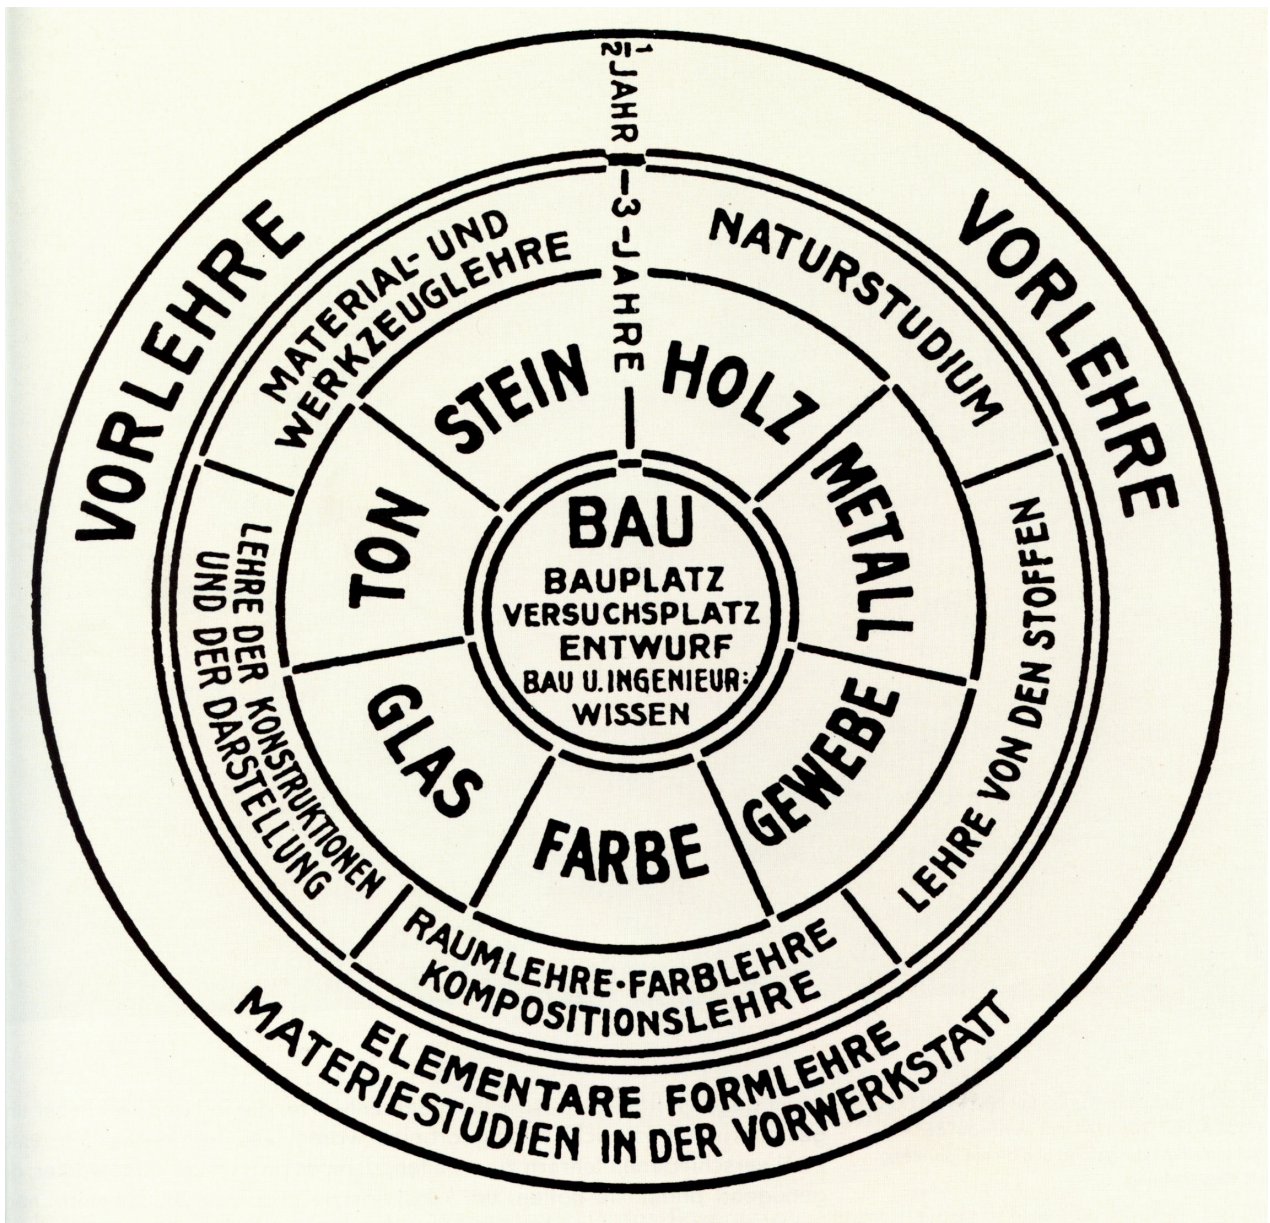 1/2 JAHR
VORLEHRE
VORLEHRE
ELEMENTARE FORMLEHRE
MATERIESTUDIEN IN DER VORWERKSTATT
3-JAHRE
MATERIAL- UND
WERKZEUGLEHRE
NATURSTUDIUM
LEHRE VON DEN STOFFEN
RAUMLEHRE·FARBLEHRE
KOMPOSITIONSLEHRE
LEHRE DER KONSTRUKTIONEN
UND DER DARSTELLUNG
STEIN
HOLZ
METALL
GEWEBE
FARBE
GLAS
TON
BAU
BAUPLATZ
VERSUCHSPLATZ
ENTWURF
BAU U. INGENIEUR:
WISSEN